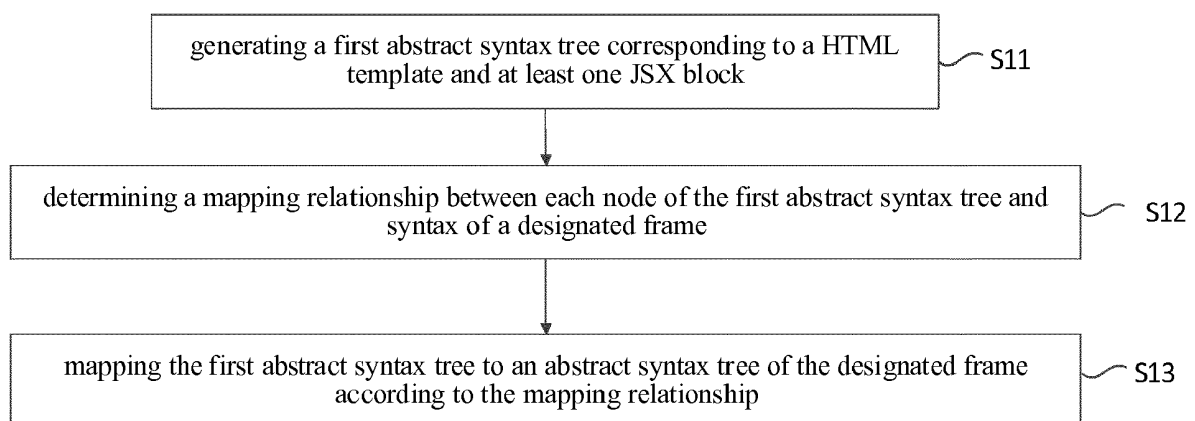 generating a first abstract syntax tree corresponding to a HTML
template and at least one JSX block
S11
determining a mapping relationship between each node of the first abstract syntax tree and
syntax of a designated frame
S12
mapping the first abstract syntax tree to an abstract syntax tree of the designated frame
according to the mapping relationship
S13